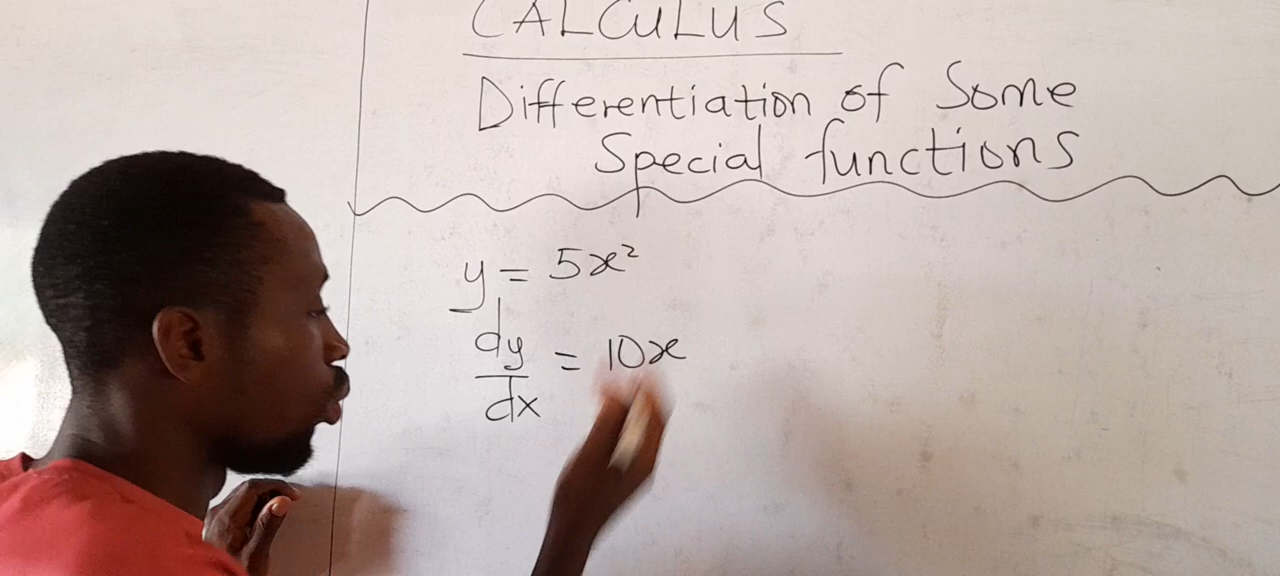 CALCULUS
Differentiation of Some
Special functions
y = 5x²
dy/dx = 10x